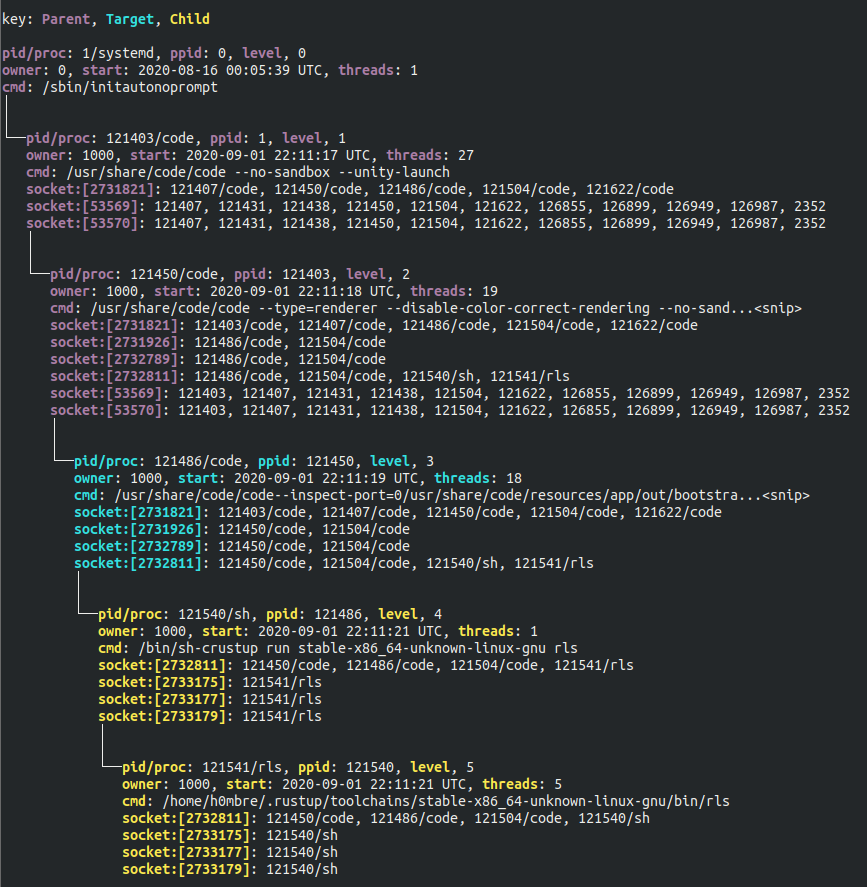 key: Parent, Target, Child
pid/proc: 1/systemd, ppid: 0, level, 0
owner: 0, start: 2020-08-16 00:05:39 UTC, threads: 1
cmd: /sbin/initautonoprompt
pid/proc: 121403/code, ppid: 1, level, 1
owner: 1000, start: 2020-09-01 22:11:17 UTC, threads: 27
cmd: /usr/share/code/code --no-sandbox --unity-launch
socket:[2731821]: 121407/code, 121450/code, 121486/code, 121504/code, 121622/code
socket:[53569]: 121407, 121431, 121438, 121450, 121504, 121622, 126855, 126899, 126949, 126987, 2352
socket:[53570]: 121407, 121431, 121438, 121450, 121504, 121622, 126855, 126899, 126949, 126987, 2352
pid/proc: 121450/code, ppid: 121403, level, 2
owner: 1000, start: 2020-09-01 22:11:18 UTC, threads: 19
cmd: /usr/share/code/code --type=renderer --disable-color-correct-rendering --no-sand...<snip>
socket:[2731821]: 121403/code, 121407/code, 121486/code, 121504/code, 121622/code
socket:[2731926]: 121486/code, 121504/code
socket:[2732789]: 121486/code, 121504/code
socket:[2732811]: 121486/code, 121504/code, 121540/sh, 121541/rls
socket:[53569]: 121403, 121407, 121431, 121438, 121504, 121622, 126855, 126899, 126949, 126987, 2352
socket:[53570]: 121403, 121407, 121431, 121438, 121504, 121622, 126855, 126899, 126949, 126987, 2352
pid/proc: 121486/code, ppid: 121450, level, 3
owner: 1000, start: 2020-09-01 22:11:19 UTC, threads: 18
cmd: /usr/share/code/code--inspect-port=0/usr/share/code/resources/app/out/bootstra...<snip>
socket:[2731821]: 121403/code, 121407/code, 121450/code, 121504/code, 121622/code
socket:[2731926]: 121450/code, 121504/code
socket:[2732789]: 121450/code, 121504/code
socket:[2732811]: 121450/code, 121504/code, 121540/sh, 121541/rls
pid/proc: 121540/sh, ppid: 121486, level, 4
owner: 1000, start: 2020-09-01 22:11:21 UTC, threads: 1
cmd: /bin/sh-crustup run stable-x86_64-unknown-linux-gnu rls
socket:[2732811]: 121450/code, 121486/code, 121504/code, 121541/rls
socket:[2733175]: 121541/rls
socket:[2733177]: 121541/rls
socket:[2733179]: 121541/rls
pid/proc: 121541/rls, ppid: 121540, level, 5
owner: 1000, start: 2020-09-01 22:11:21 UTC, threads: 5
cmd: /home/h0mbre/.rustup/toolchains/stable-x86_64-unknown-linux-gnu/bin/rls
socket:[2732811]: 121450/code, 121486/code, 121504/code, 121540/sh
socket:[2733175]: 121540/sh
socket:[2733177]: 121540/sh
socket:[2733179]: 121540/sh